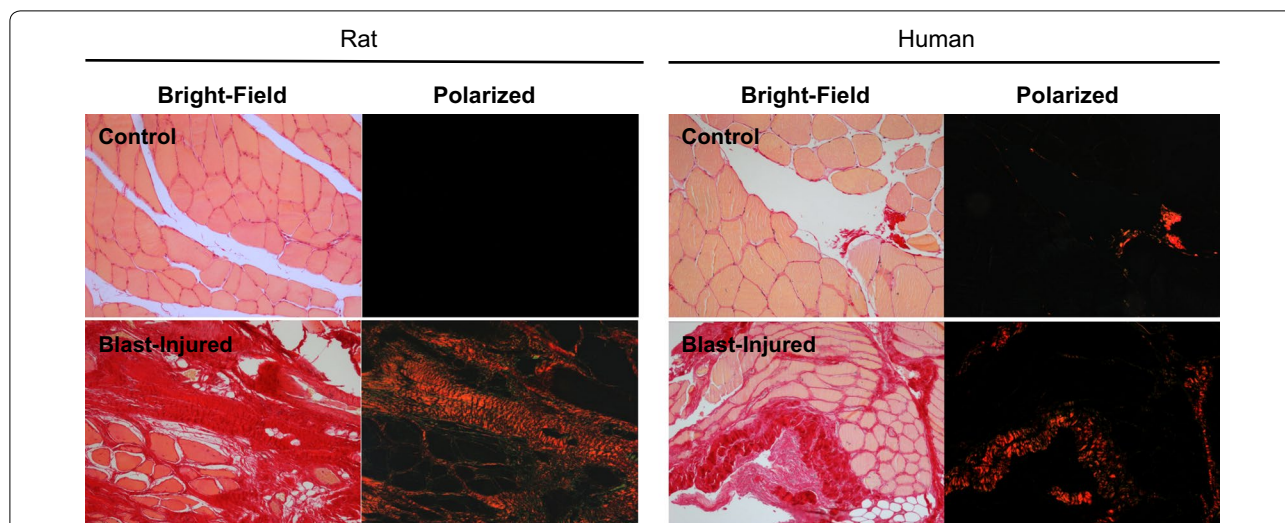 Rat Human
Bright-Field Polarized Bright-Field Polarized
Control Control
Blast-Injured Blast-Injured